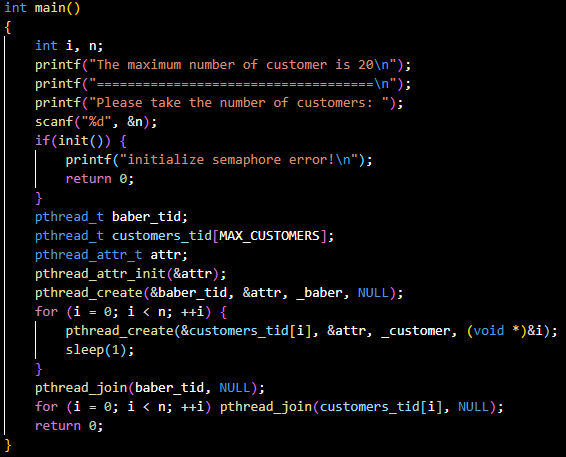 int main()
{
    int i, n;
    printf("The maximum number of customer is 20\n");
    printf("====================================\n");
    printf("Please take the number of customers: ");
    scanf("%d", &n);
    if(init()) {
        printf("initialize semaphore error!\n");
        return 0;
    }
    pthread_t baber_tid;
    pthread_t customers_tid[MAX_CUSTOMERS];
    pthread_attr_t attr;
    pthread_attr_init(&attr);
    pthread_create(&baber_tid, &attr, _baber, NULL);
    for (i = 0; i < n; ++i) {
        pthread_create(&customers_tid[i], &attr, _customer, (void *)&i);
        sleep(1);
    }
    pthread_join(baber_tid, NULL);
    for (i = 0; i < n; ++i) pthread_join(customers_tid[i], NULL);
    return 0;
}